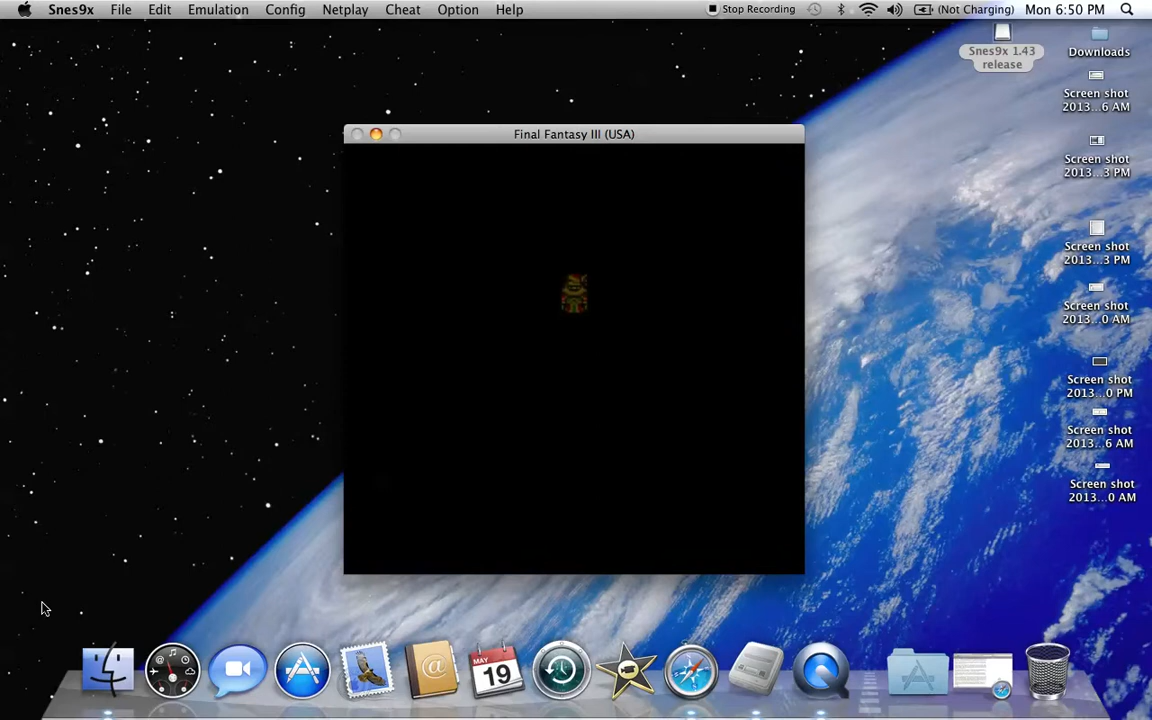 Snes9x File Edit Emulation Config Netplay Cheat Option Help Stop Recording (Not Charging) Mon 6:50 PM
Snes9x 1.43
release
Downloads
Screen shot
2013...6 AM
Screen shot
2013...3 PM
Final Fantasy III (USA)
Screen shot
2013...3 PM
Screen shot
2013...0 AM
Screen shot
2013...0 PM
Screen shot
2013...6 AM
Screen shot
2013...0 AM
MAY
19